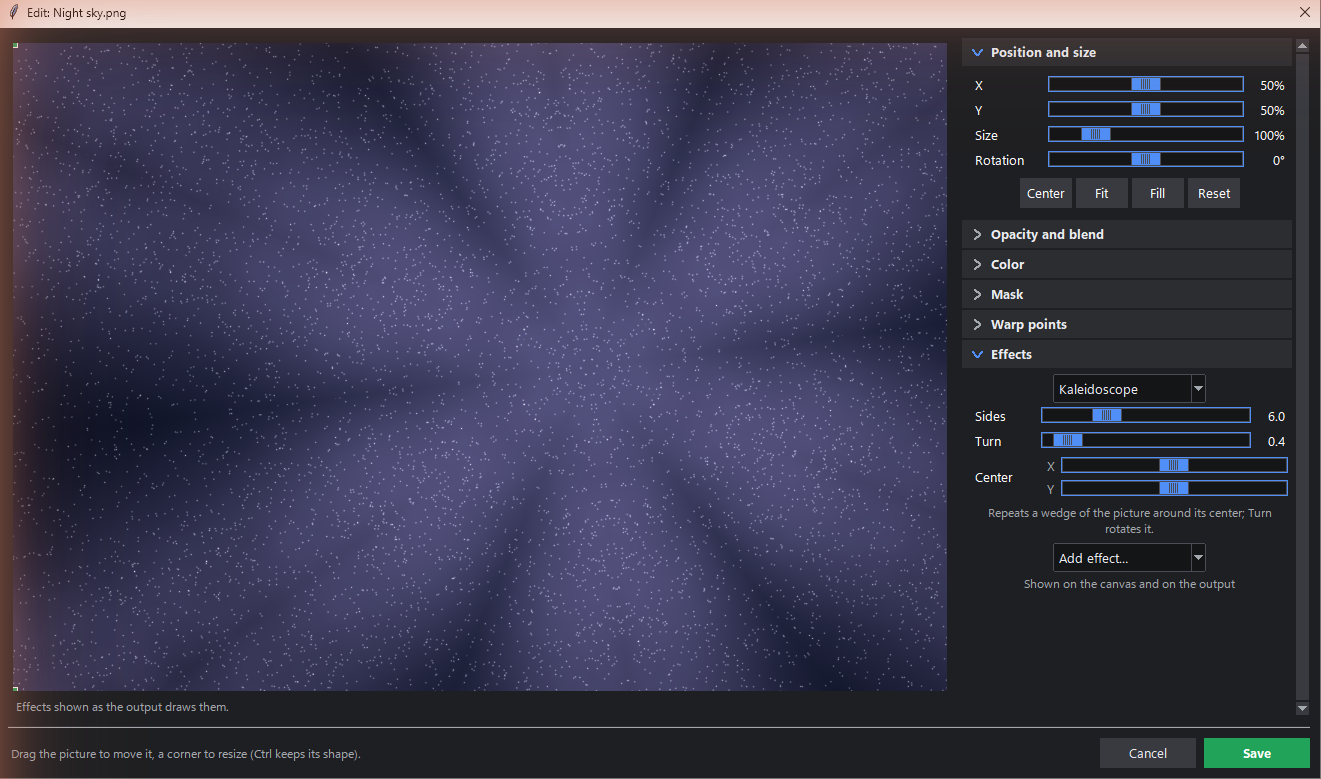 Edit: Night sky.png
Position and size
X 50%
Y 50%
Size 100%
Rotation 0°
Center Fit Fill Reset
Opacity and blend
Color
Mask
Warp points
Effects
Kaleidoscope
Sides 6.0
Turn 0.4
Center X
Y
Repeats a wedge of the picture around its center; Turn
rotates it.
Add effect...
Shown on the canvas and on the output
Effects shown as the output draws them.
Drag the picture to move it, a corner to resize (Ctrl keeps its shape).
Cancel Save